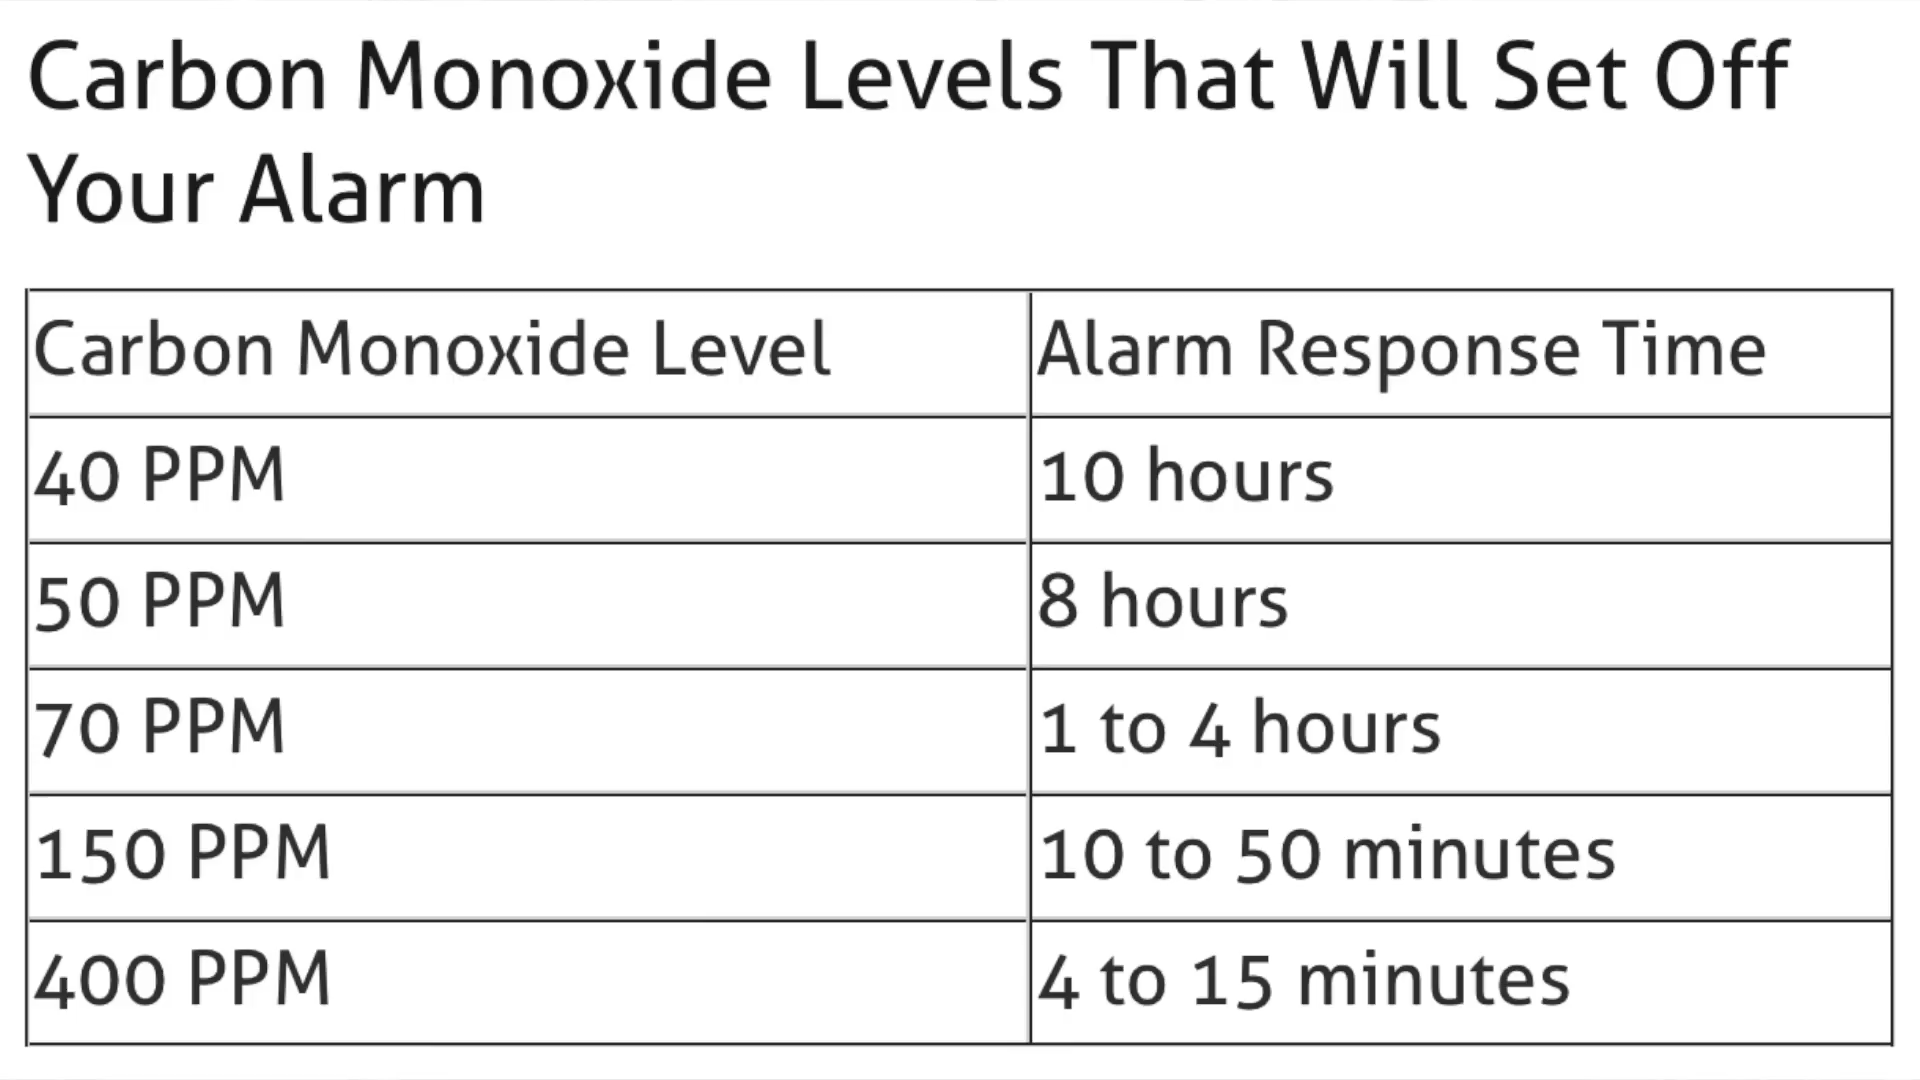 Carbon Monoxide Levels That Will Set Off
Your Alarm
Carbon Monoxide Level Alarm Response Time
40 PPM 10 hours
50 PPM 8 hours
70 PPM 1 to 4 hours
150 PPM 10 to 50 minutes
400 PPM 4 to 15 minutes